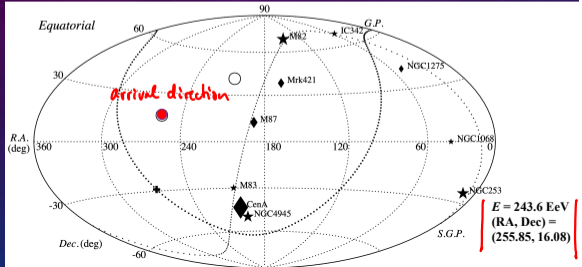 Equatorial
90
60
M82
IC342
G.P.
NGC1275
30
Mrk421
arrival direction
M87
R.A.
(deg)
360
300
240
180
120
60
NGC1068
0
M83
CenA
NGC4945
NGC253
-30
S.G.P.
Dec.(deg)
-60
E = 243.6 EeV
(RA, Dec) =
(255.85, 16.08)